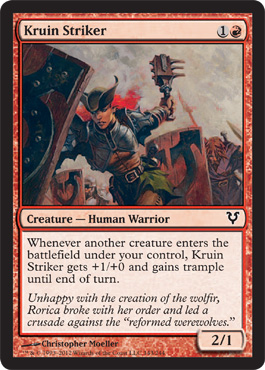 Kruin Striker 1
Creature — Human Warrior
Whenever another creature enters the
battlefield under your control, Kruin
Striker gets +1/+0 and gains trample
until end of turn.
Unhappy with the creation of the wolfir,
Rorica broke with her order and led a
crusade against the “reformed werewolves.”
2/1
Christopher Moeller